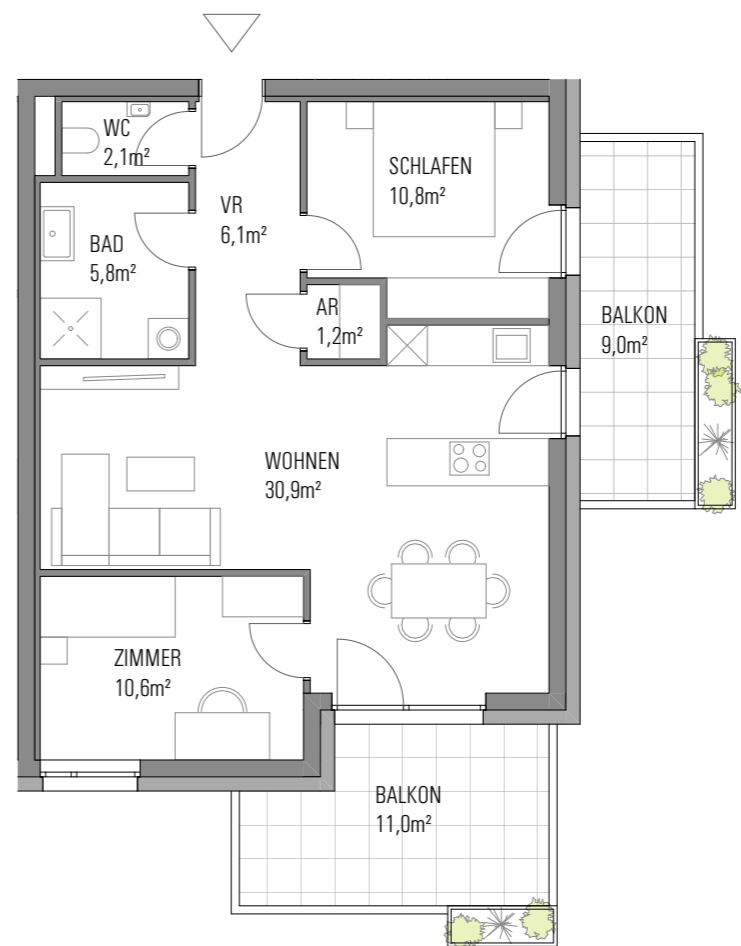 WC
2,1m²
SCHLAFEN
10,8m²
VR
6,1m²
BAD
5,8m²
AR
1,2m²
BALKON
9,0m²
WOHNEN
30,9m²
ZIMMER
10,6m²
BALKON
11,0m²